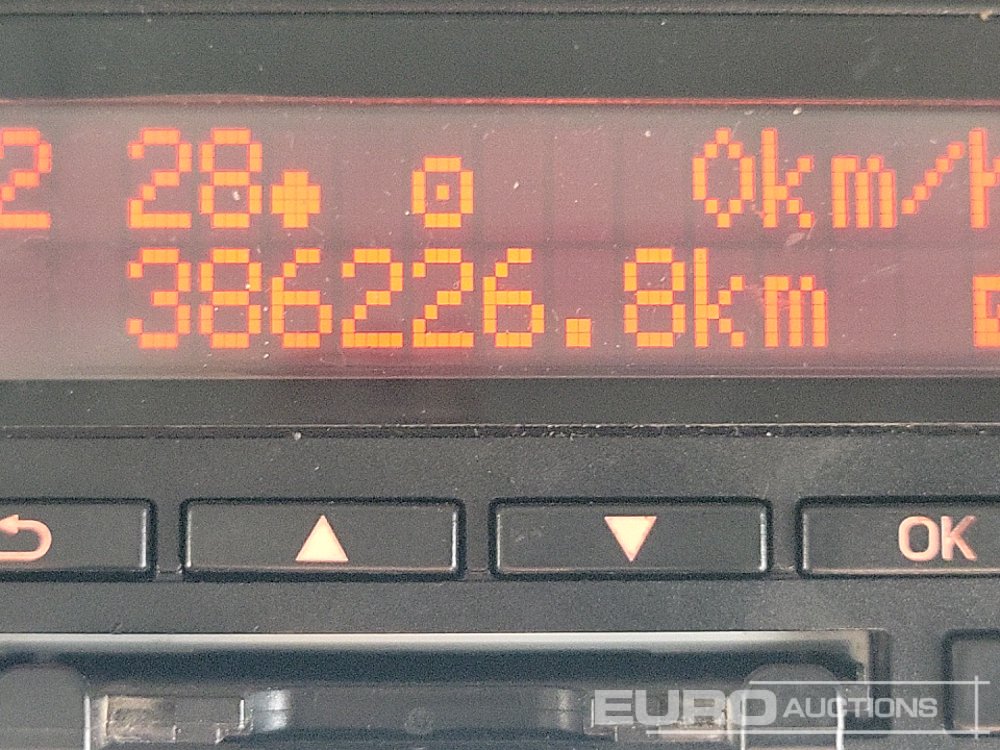 2 28 0km/h
386226.8km
OK
EURO AUCTIONS